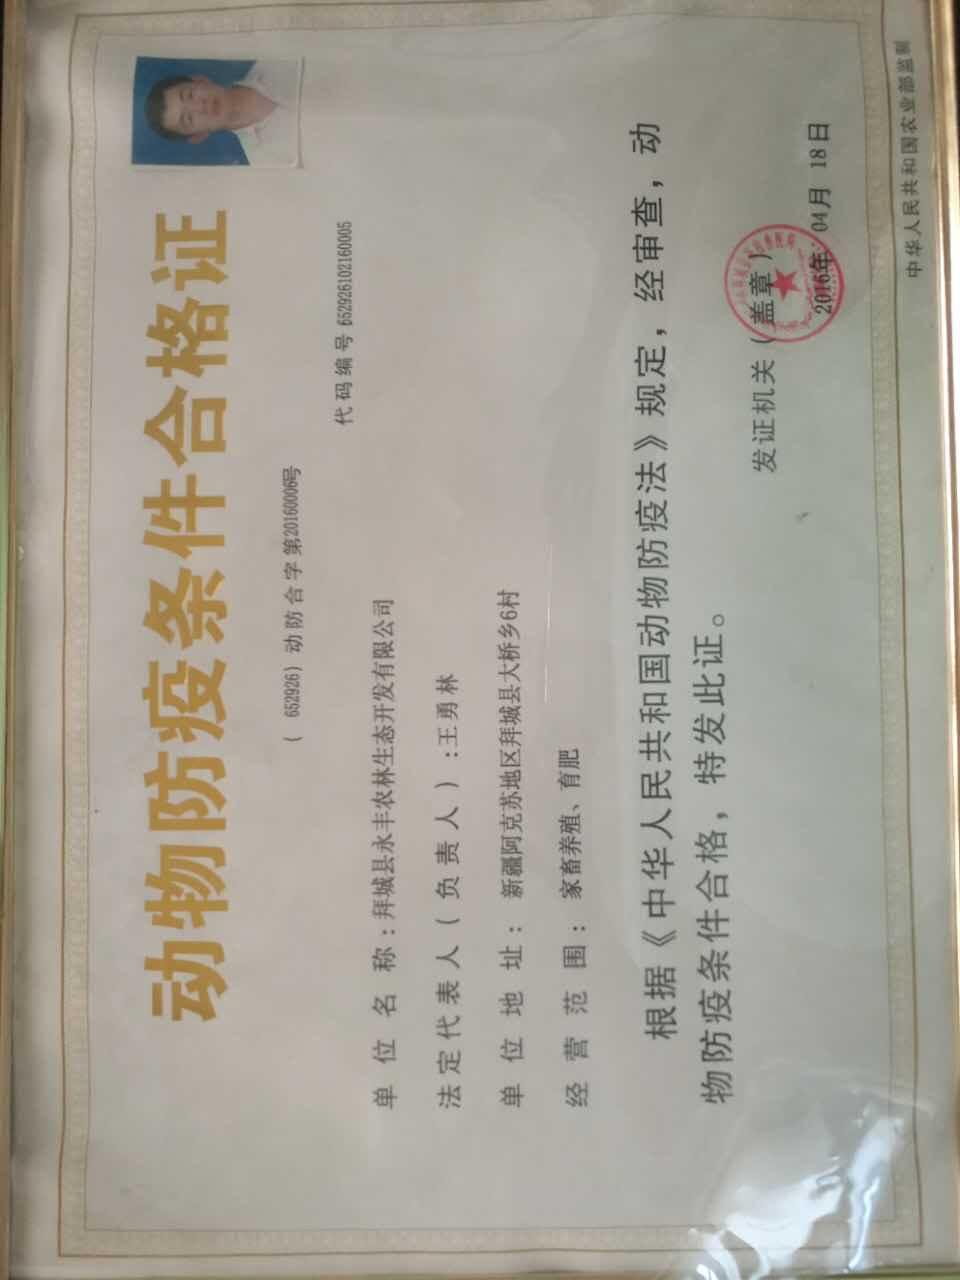 动物防疫条件合格证
( 652926) 动防合字 第20160006号
代码编号 652926102160005
单位名称：拜城县永丰农林生态开发有限公司
法定代表人（负责人）:王勇林
单位地址： 新疆阿克苏地区拜城县大桥乡6村
经营范围： 家畜养殖、育肥
根据《中华人民共和国动物防疫法》规定，经审查，动
物防疫条件合格，特发此证。
发证机关（盖章）
2016年 04月 18日
中华人民共和国农业部监制